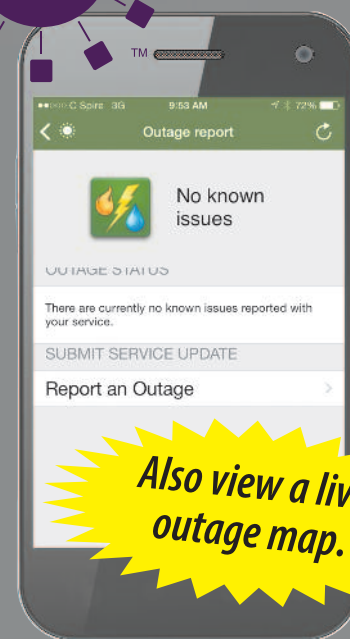 TM
C Spire 3G 9:53 AM 72%
Outage report
No known
issues
OUTAGE STATUS
There are currently no known issues reported with
your service.
SUBMIT SERVICE UPDATE
Report an Outage
Also view a liv
outage map.